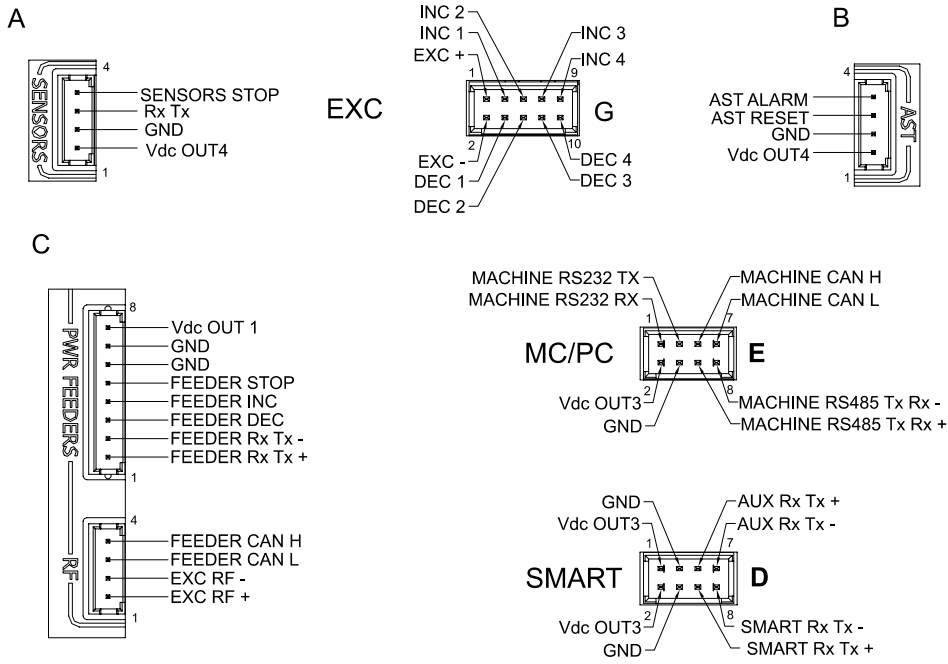 A
SENSORS
4
SENSORS STOP
Rx Tx
GND
Vdc OUT4
1
EXC
INC 2
INC 1
EXC +
INC 3
INC 4
1
9
G
2
10
EXC -
DEC 1
DEC 2
DEC 4
DEC 3
B
4
AST ALARM
AST RESET
GND
Vdc OUT4
1
AST
C
PWR FEEDERS
8
Vdc OUT 1
GND
GND
FEEDER STOP
FEEDER INC
FEEDER DEC
FEEDER Rx Tx -
FEEDER Rx Tx +
1
RF
4
FEEDER CAN H
FEEDER CAN L
EXC RF -
EXC RF +
1
MACHINE RS232 TX
MACHINE RS232 RX
MACHINE CAN H
MACHINE CAN L
1
7
MC/PC
E
2
8
Vdc OUT3
GND
MACHINE RS485 Tx Rx -
MACHINE RS485 Tx Rx +
GND
Vdc OUT3
AUX Rx Tx +
AUX Rx Tx -
1
7
SMART
D
2
8
Vdc OUT3
GND
SMART Rx Tx -
SMART Rx Tx +